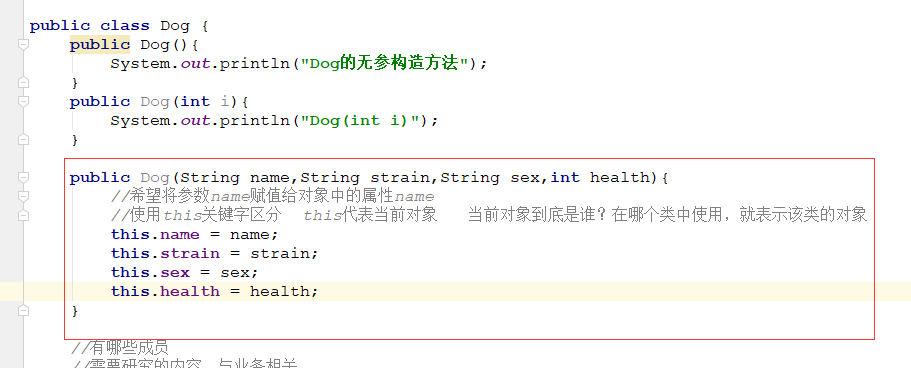 public class Dog {
public Dog(){
System.out.println("Dog的无参构造方法");
}
public Dog(int i){
System.out.println("Dog(int i)");
}
public Dog(String name,String strain,String sex,int health){
//希望将参数name赋值给对象中的属性name
//使用this关键字区分 this代表当前对象 当前对象到底是谁?在哪个类中使用,就表示该类的对象
this.name = name;
this.strain = strain;
this.sex = sex;
this.health = health;
}
//有哪些成员
//需要研究的内容 与业务相关